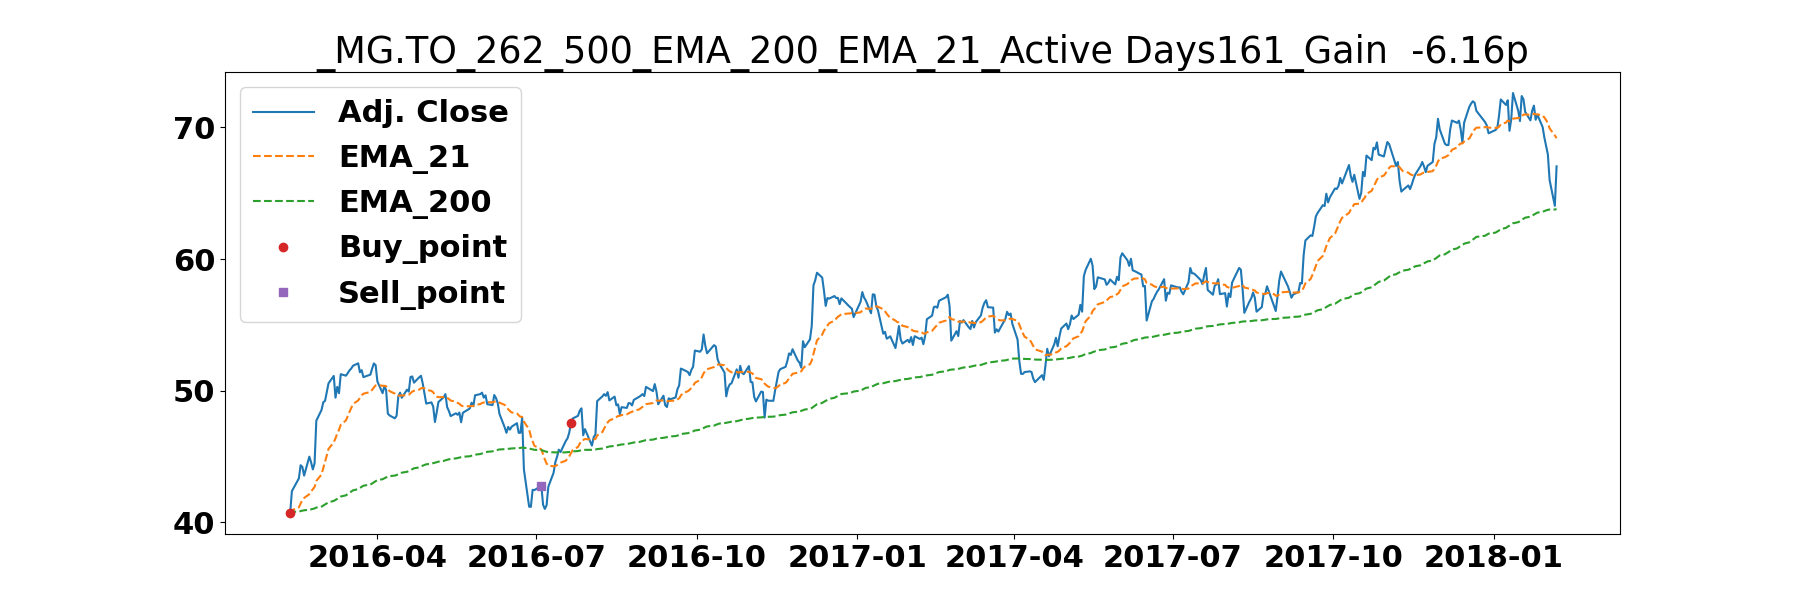 _MG.TO_262_500_EMA_200_EMA_21_Active Days161_Gain  -6.16p
Adj. Close
EMA_21
EMA_200
Buy_point
Sell_point
70
60
50
40
2016-04 2016-07 2016-10 2017-01 2017-04 2017-07 2017-10 2018-01